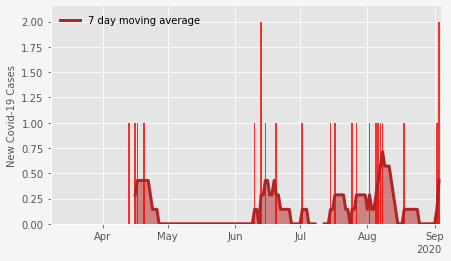 7 day moving average
New Covid-19 Cases
2.00
1.75
1.50
1.25
1.00
0.75
0.50
0.25
0.00
Apr
May
Jun
Jul
Aug
Sep
2020